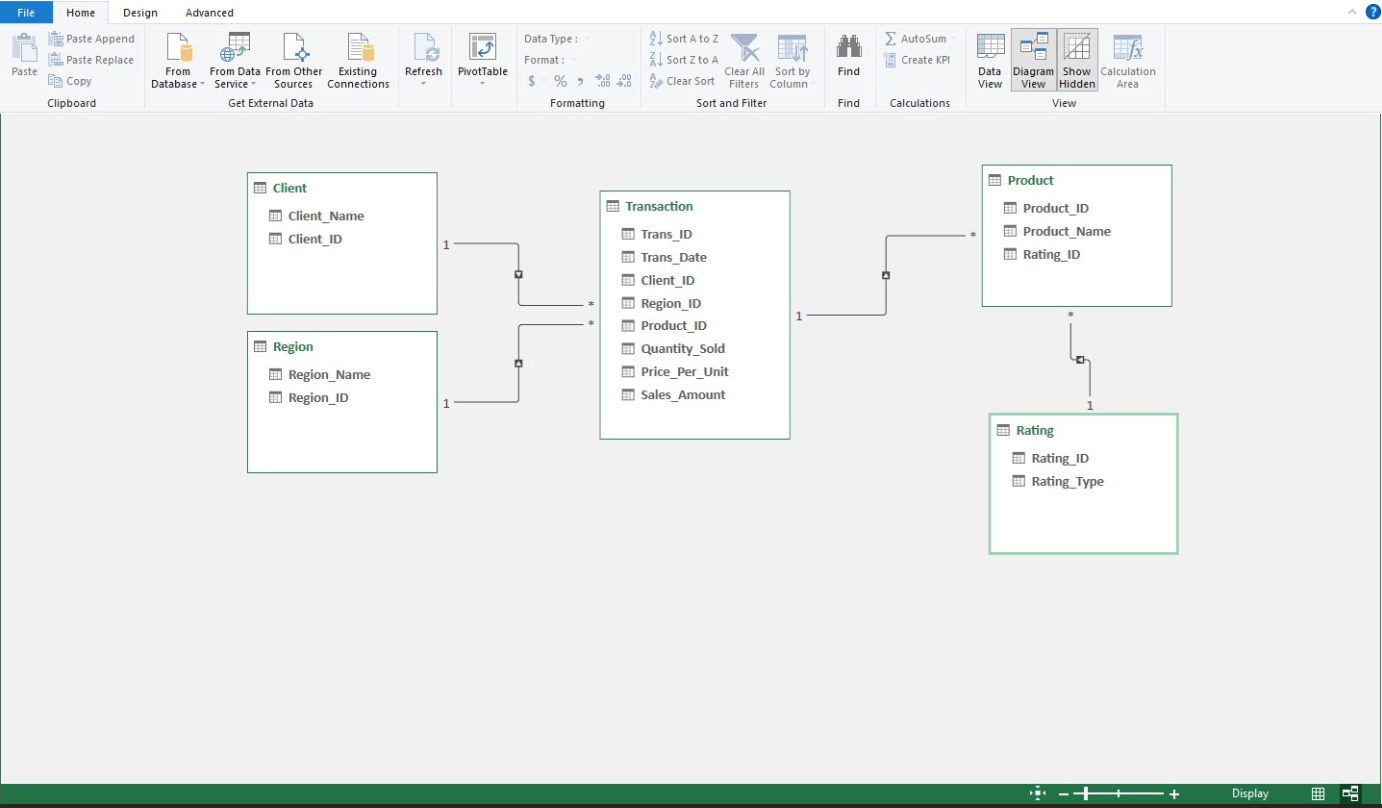 File Home Design Advanced
?
Paste
Paste Append
Paste Replace
Copy
Clipboard
From Database
From Data Service
From Other Sources
Existing Connections
Get External Data
Refresh
PivotTable
Data Type :
Format :
$ % , .00 .00
Formatting
Sort A to Z
Sort Z to A
Clear Sort
Clear All Filters
Sort by Column
Sort and Filter
Find
Find
AutoSum
Create KPI
Calculations
Data View
Diagram View
Show Hidden
Calculation Area
View
Client
Client_Name
Client_ID
1
*
Region
Region_Name
Region_ID
1
*
Transaction
Trans_ID
Trans_Date
Client_ID
Region_ID
Product_ID
Quantity_Sold
Price_Per_Unit
Sales_Amount
1
*
Product
Product_ID
Product_Name
Rating_ID
*
1
Rating
Rating_ID
Rating_Type
Display